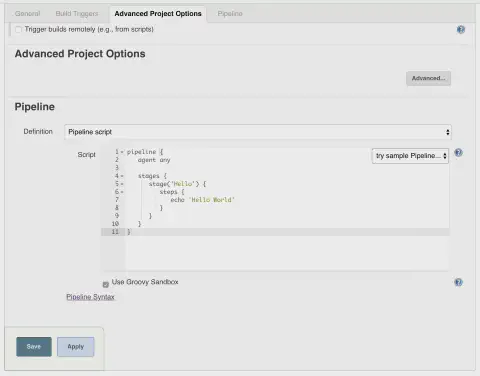 General Build Triggers Advanced Project Options Pipeline
Trigger builds remotely (e.g., from scripts)
Advanced Project Options
Advanced...
Pipeline
Definition Pipeline script
Script
try sample Pipeline...
1 pipeline {
2 agent any
3
4 stages {
5 stage('Hello') {
6 steps {
7 echo 'Hello World'
8 }
9 }
10 }
11 }
Use Groovy Sandbox
Pipeline Syntax
Save Apply